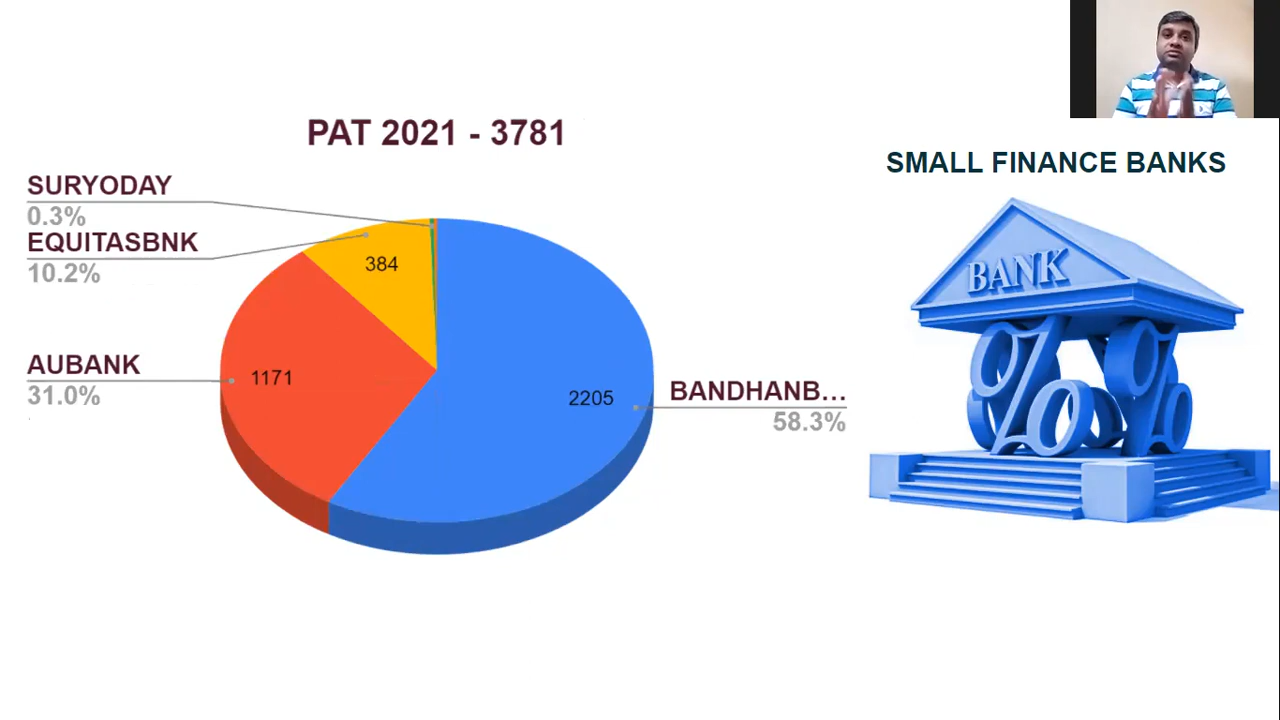 PAT 2021 - 3781
SURYODAY
0.3%
EQUITASBNK
10.2%
384
AUBANK
31.0%
1171
2205
BANDHANB...
58.3%
SMALL FINANCE BANKS
BANK
%%